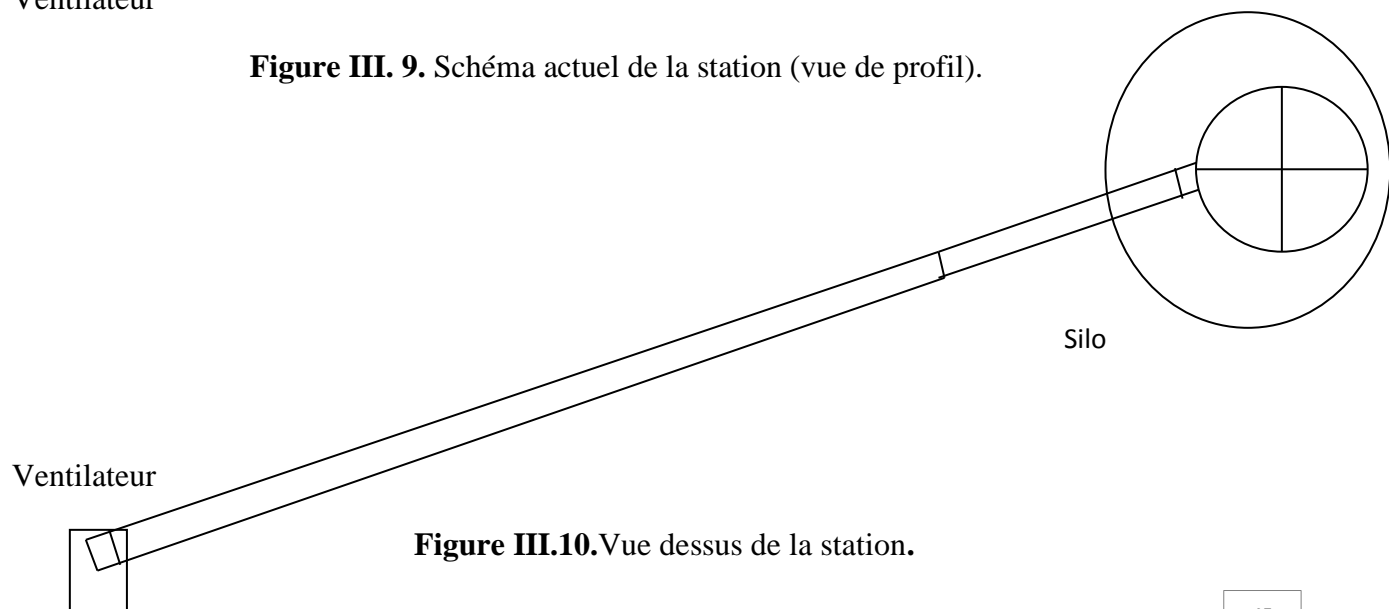 Figure III. 9. Schéma actuel de la station (vue de profil).
Silo
Ventilateur
Figure III.10.Vue dessus de la station.